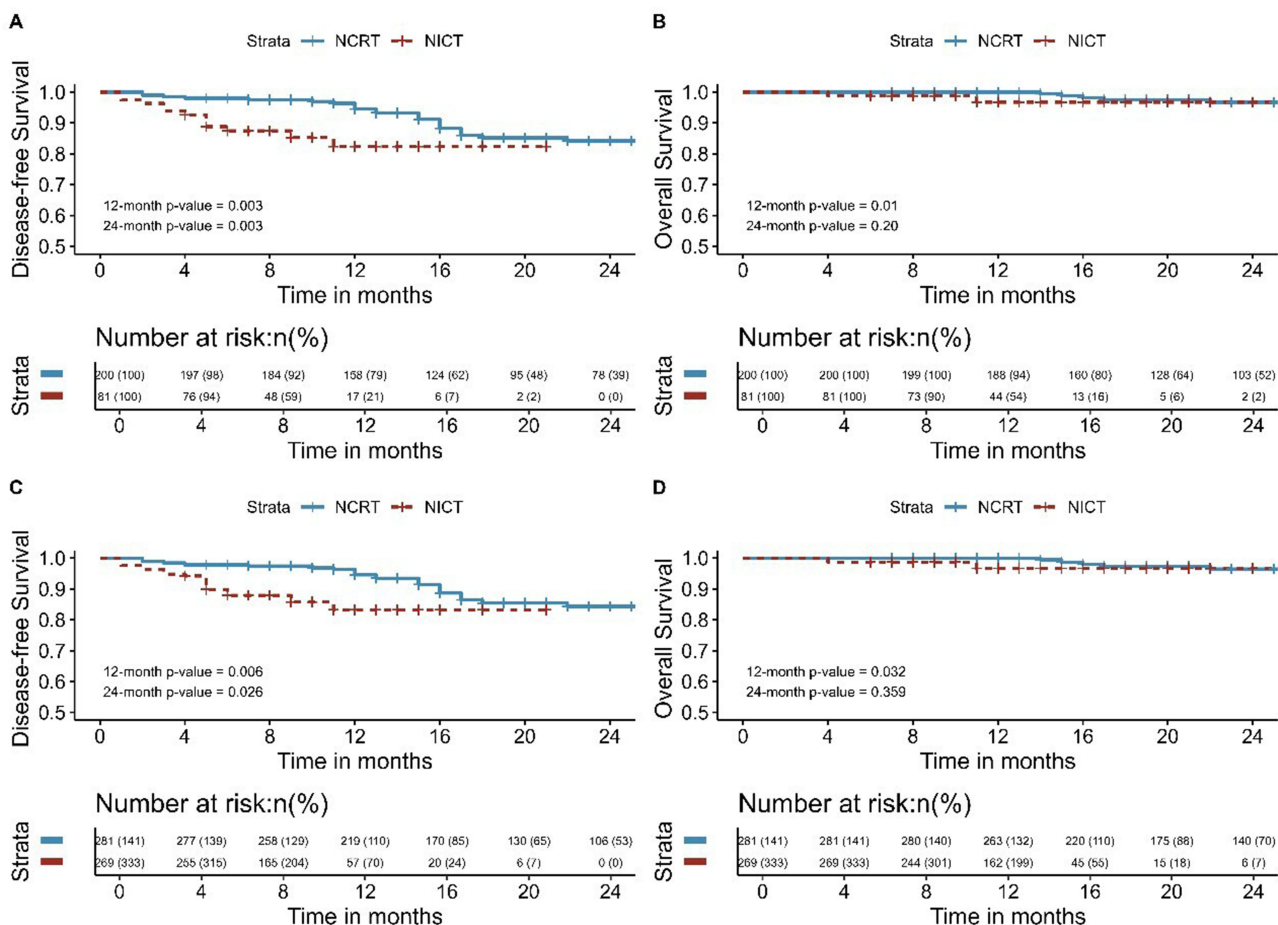 A
Strata NCRT NICT
Disease-free Survival
1.0
0.9
0.8
0.7
0.6
0.5
12-month p-value = 0.003
24-month p-value = 0.003
0 4 8 12 16 20 24
Time in months
Number at risk:n(%)
Strata
200 (100) 197 (98) 184 (92) 158 (79) 124 (62) 95 (48) 78 (39)
81 (100) 76 (94) 48 (59) 17 (21) 6 (7) 2 (2) 0 (0)
0 4 8 12 16 20 24
Time in months
B
Strata NCRT NICT
Overall Survival
1.0
0.9
0.8
0.7
0.6
0.5
12-month p-value = 0.01
24-month p-value = 0.20
0 4 8 12 16 20 24
Time in months
Number at risk:n(%)
Strata
200 (100) 200 (100) 199 (100) 188 (94) 160 (80) 128 (64) 103 (52)
81 (100) 81 (100) 73 (90) 44 (54) 13 (16) 5 (6) 2 (2)
0 4 8 12 16 20 24
Time in months
C
Strata NCRT NICT
Disease-free Survival
1.0
0.9
0.8
0.7
0.6
0.5
12-month p-value = 0.006
24-month p-value = 0.026
0 4 8 12 16 20 24
Time in months
Number at risk:n(%)
Strata
281 (141) 277 (139) 258 (129) 219 (110) 170 (85) 130 (65) 106 (53)
269 (333) 255 (315) 165 (204) 57 (70) 20 (24) 6 (7) 0 (0)
0 4 8 12 16 20 24
Time in months
D
Strata NCRT NICT
Overall Survival
1.0
0.9
0.8
0.7
0.6
0.5
12-month p-value = 0.032
24-month p-value = 0.359
0 4 8 12 16 20 24
Time in months
Number at risk:n(%)
Strata
281 (141) 281 (141) 280 (140) 263 (132) 220 (110) 175 (88) 140 (70)
269 (333) 269 (333) 244 (301) 162 (199) 45 (55) 15 (18) 6 (7)
0 4 8 12 16 20 24
Time in months